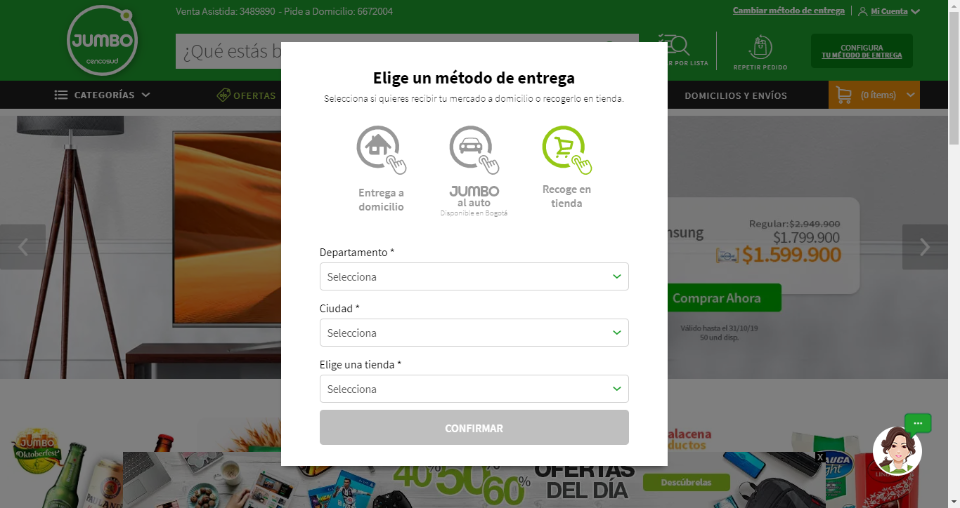 Venta Asistida: 3489890 - Pide a Domicilio: 6672004
Cambiar método de entrega
Mi Cuenta
JUMBO
cencosud
¿Qué estás b
R POR LISTA
REPETIR PEDIDO
CONFIGURA
TU MÉTODO DE ENTREGA
CATEGORÍAS
OFERTAS
DOMICILIOS Y ENVÍOS
(0 ítems)
Elige un método de entrega
Selecciona si quieres recibir tu mercado a domicilio o recogerlo en tienda.
Entrega a
domicilio
JUMBO
al auto
Disponible en Bogotá
Recoge en
tienda
Departamento *
Selecciona
Ciudad *
Selecciona
Elige una tienda *
Selecciona
CONFIRMAR
msung
Regular: $2.949.900
$1.799.900
$1.599.900
Comprar Ahora
Válido hasta el 31/10/19
50 und disp.
JUMBO
Oktoberfest
alacena
ductos
X
40% 50% 60%
OFERTAS
DEL DÍA
Descúbrelas